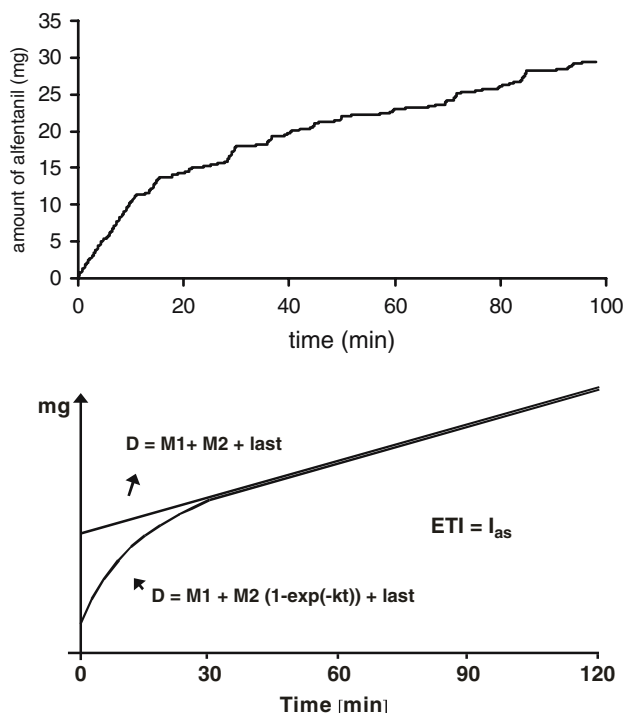 35
30
25
20
15
10
5
0
amount of alfentanil (mg)
0 20 40 60 80 100
time (min)
mg
D = M1+ M2 + last
ETI = Ias
D = M1 + M2 (1-exp(-kt)) + last
0 30 60 90 120
Time [min]